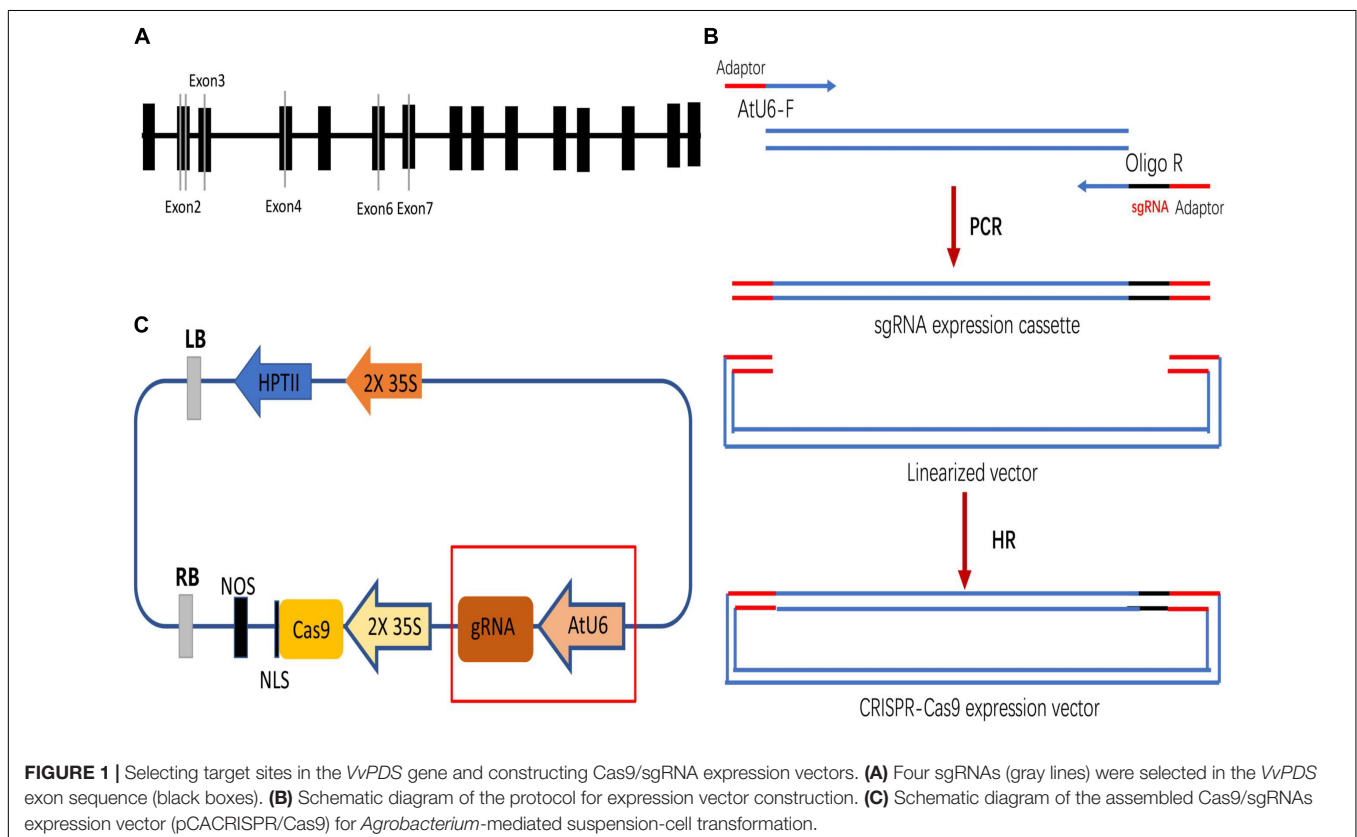 A
Exon3
Exon2
Exon4
Exon6
Exon7
B
Adaptor
AtU6-F
Oligo R
sgRNA
Adaptor
PCR
sgRNA expression cassette
Linearized vector
HR
CRISPR-Cas9 expression vector
C
LB
HPTII
2X 35S
RB
NOS
NLS
Cas9
2X 35S
gRNA
AtU6
FIGURE 1 | Selecting target sites in the VvPDS gene and constructing Cas9/sgRNA expression vectors. (A) Four sgRNAs (gray lines) were selected in the VvPDS
exon sequence (black boxes). (B) Schematic diagram of the protocol for expression vector construction. (C) Schematic diagram of the assembled Cas9/sgRNAs
expression vector (pCACRISPR/Cas9) for Agrobacterium-mediated suspension-cell transformation.